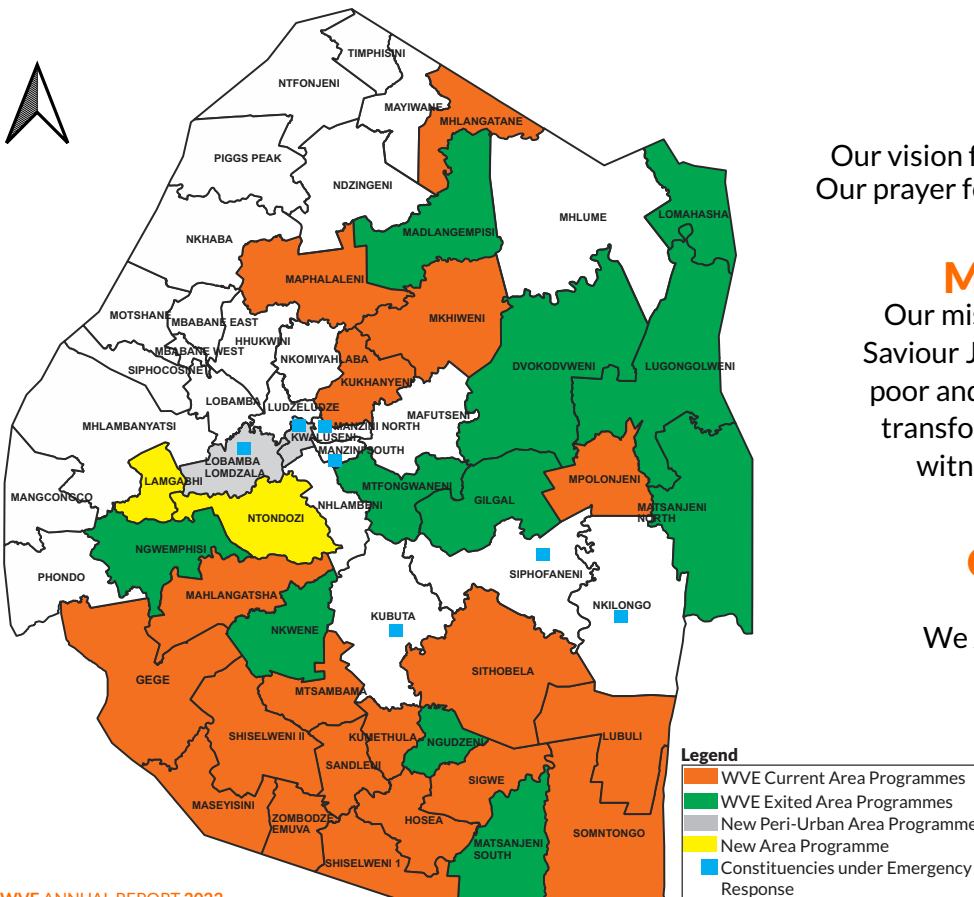 TIMPHISINI
NTFONJENI
MAYIWANE
MHLANGATANE
PIGGS PEAK
NDZINGENI
MHLUME
LOMAHASHA
MADLANGEMPISI
NKHABA
MAPHALALENI
MKHIWENI
MOTSHANE
MBABANE EAST
HHUKWINI
MBABANE WEST
NKOMIYAHLABA
SIPHOCOSINI
KUKHANYENI
DVOKODVWENI
LUGONGOLWENI
LOBAMBA
LUDZELUDZE
MAFUTSENI
MHLAMBANYATSI
MANZINI NORTH
KWALUSENI
MANZINI SOUTH
LOBAMBA
LOMDZALA
LAMGABHI
MTFONGWANENI
MPOLONJENI
MANGCONGCO
GILGAL
NHLAMBENI
MATSANJENI
NORTH
NTONDOZI
NGWEMPHISI
PHONDO
SIPHOFANENI
MAHLANGATSHA
NKILONGO
KUBUTA
NKWENE
GEGE
SITHOBELA
MTSAMBAMA
SHISELWENI II
KUMETHULA
NGUDZENI
LUBULI
SANDLENI
SIGWE
MASEYISINI
ZOMBODZE
EMUVA
HOSEA
SOMNTONGO
MATSANJENI
SOUTH
SHISELWENI 1
Our vision f
Our prayer fo
M
Our mis
Saviour J
poor and
transfo
witn
We
Legend
WVE Current Area Programmes
WVE Exited Area Programmes
New Peri-Urban Area Programme
New Area Programme
Constituencies under Emergency
Response
WVE ANNUAL REPORT 2022